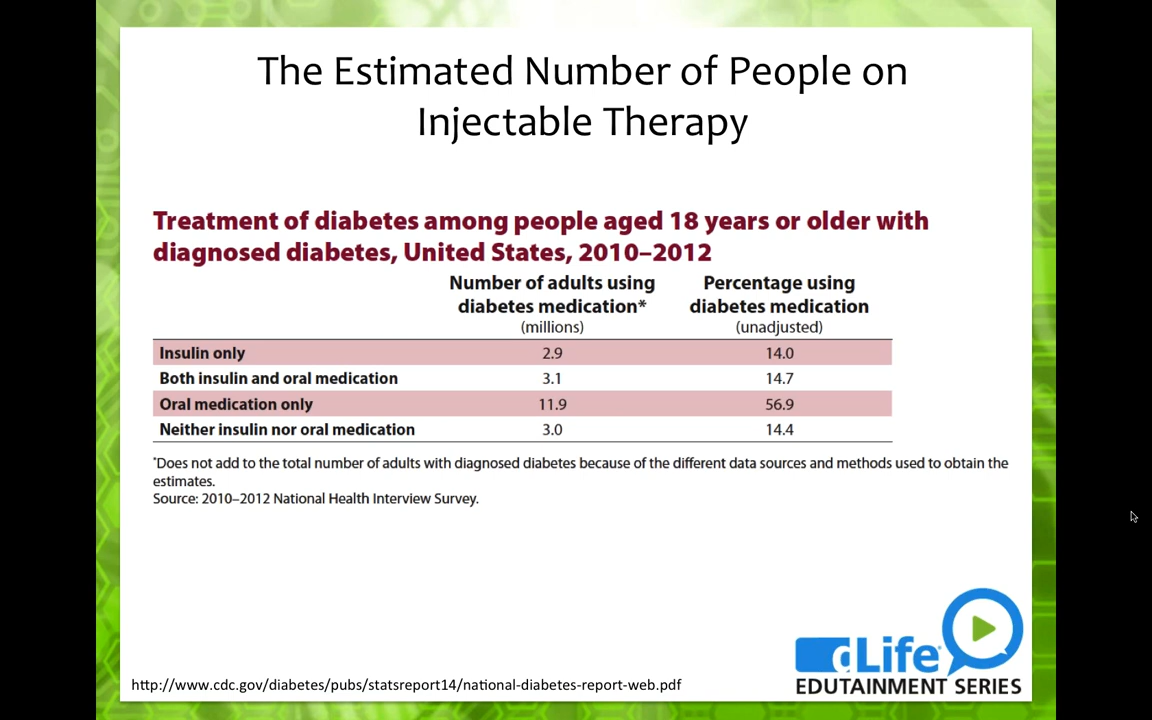 The Estimated Number of People on
Injectable Therapy
Treatment of diabetes among people aged 18 years or older with
diagnosed diabetes, United States, 2010–2012
Number of adults using Percentage using
diabetes medication* diabetes medication
(millions) (unadjusted)
Insulin only 2.9 14.0
Both insulin and oral medication 3.1 14.7
Oral medication only 11.9 56.9
Neither insulin nor oral medication 3.0 14.4
*Does not add to the total number of adults with diagnosed diabetes because of the different data sources and methods used to obtain the
estimates.
Source: 2010–2012 National Health Interview Survey.
dLife®
EDUTAINMENT SERIES
http://www.cdc.gov/diabetes/pubs/statsreport14/national-diabetes-report-web.pdf